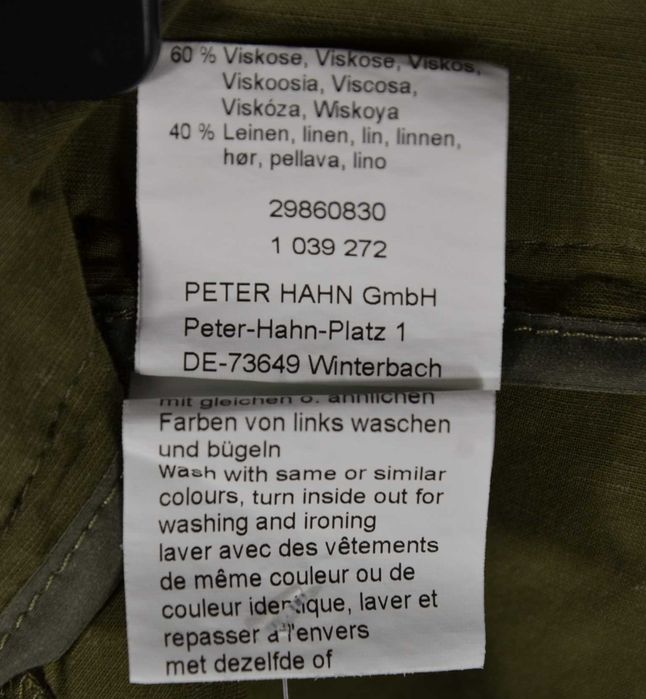 60 % Viskose, Viskose, Viskos,
Viskoosia, Viscosa,
Viskóza, Wiskoya
40 % Leinen, linen, lin, linnen,
hør, pellava, lino
29860830
1 039 272
PETER HAHN GmbH
Peter-Hahn-Platz 1
DE-73649 Winterbach
mit gleichen o. ähnlichen
Farben von links waschen
und bügeln
Wash with same or similar
colours, turn inside out for
washing and ironing
laver avec des vêtements
de même couleur ou de
couleur identique, laver et
repasser à l'envers
met dezelfde of